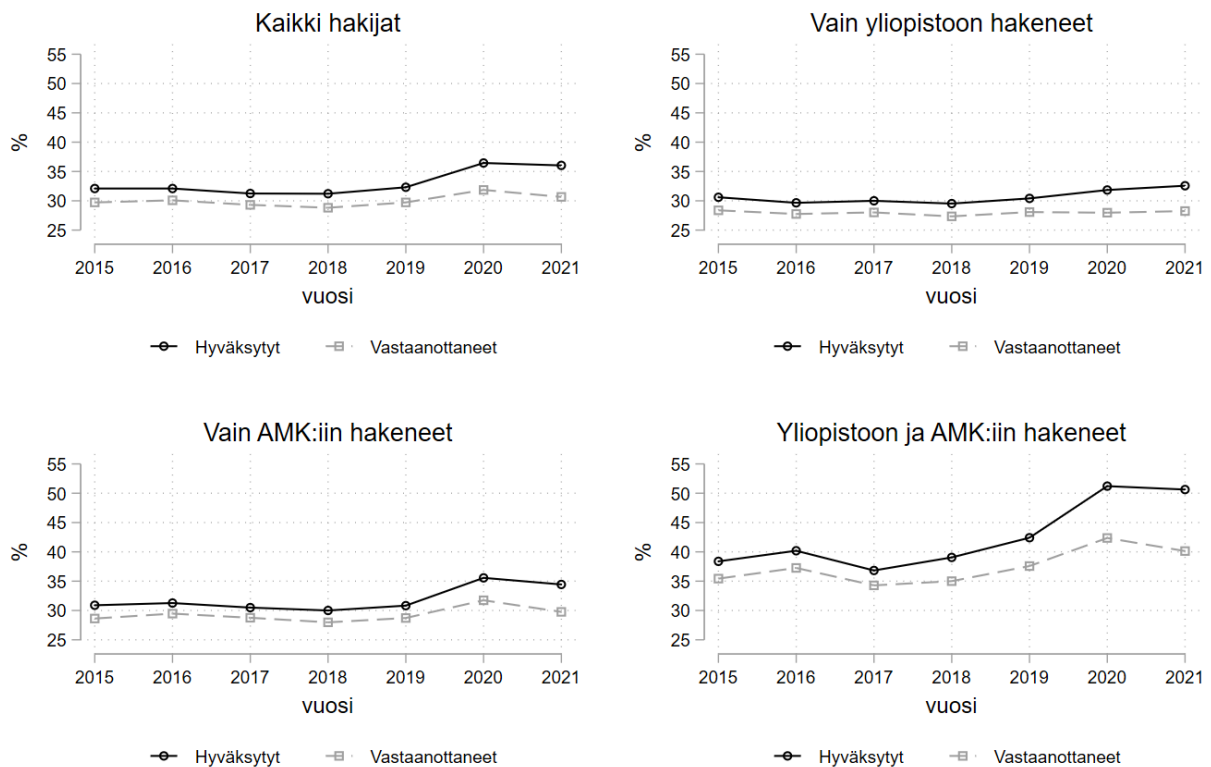 Kaikki hakijat
55
50
45
40
35
30
25
%
2015 2016 2017 2018 2019 2020 2021
vuosi
Hyväksytyt Vastaanottaneet
Vain yliopistoon hakeneet
55
50
45
40
35
30
25
%
2015 2016 2017 2018 2019 2020 2021
vuosi
Hyväksytyt Vastaanottaneet
Vain AMK:iin hakeneet
55
50
45
40
35
30
25
%
2015 2016 2017 2018 2019 2020 2021
vuosi
Hyväksytyt Vastaanottaneet
Yliopistoon ja AMK:iin hakeneet
55
50
45
40
35
30
25
%
2015 2016 2017 2018 2019 2020 2021
vuosi
Hyväksytyt Vastaanottaneet